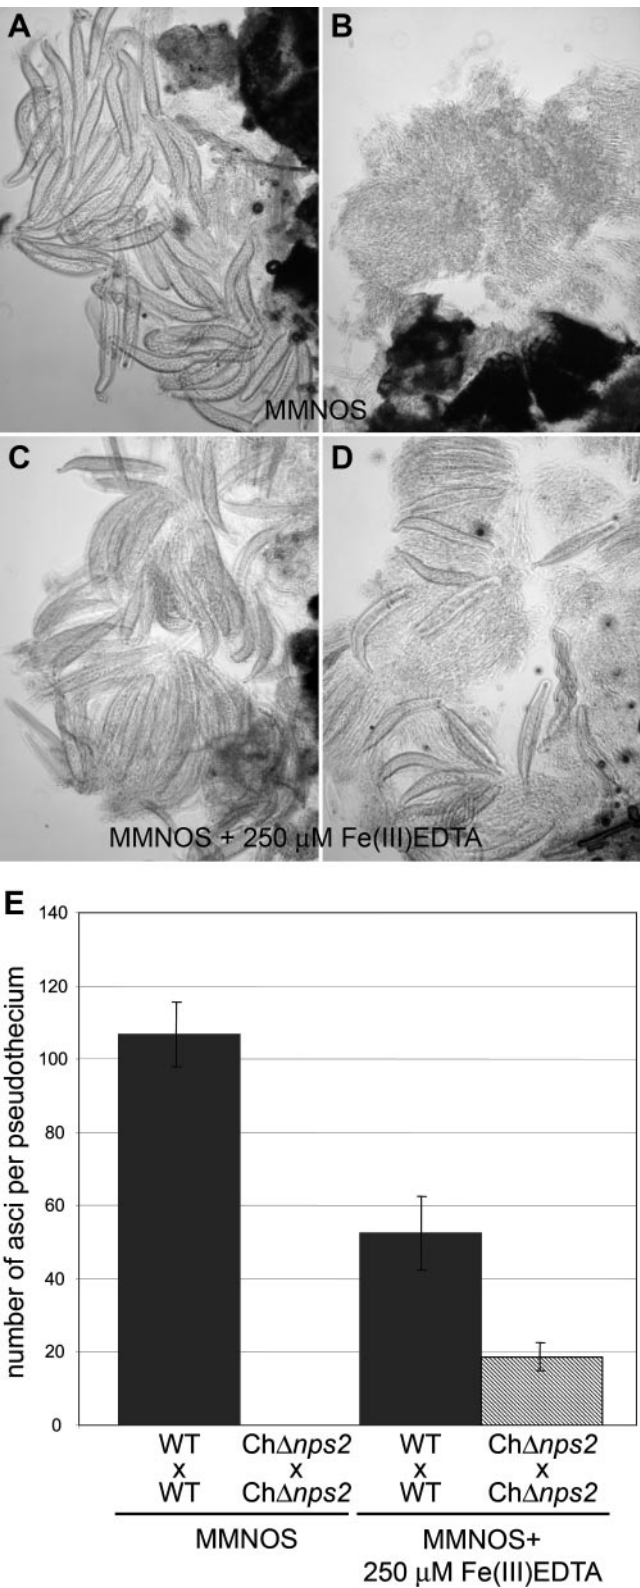 A
B
MMNOS
C
D
MMNOS + 250 μM Fe(III)EDTA
E
number of asci per pseudothecium
140
120
100
80
60
40
20
0
WT
x
WT
ChΔnps2
x
ChΔnps2
WT
x
WT
ChΔnps2
x
ChΔnps2
MMNOS
MMNOS+
250 μM Fe(III)EDTA